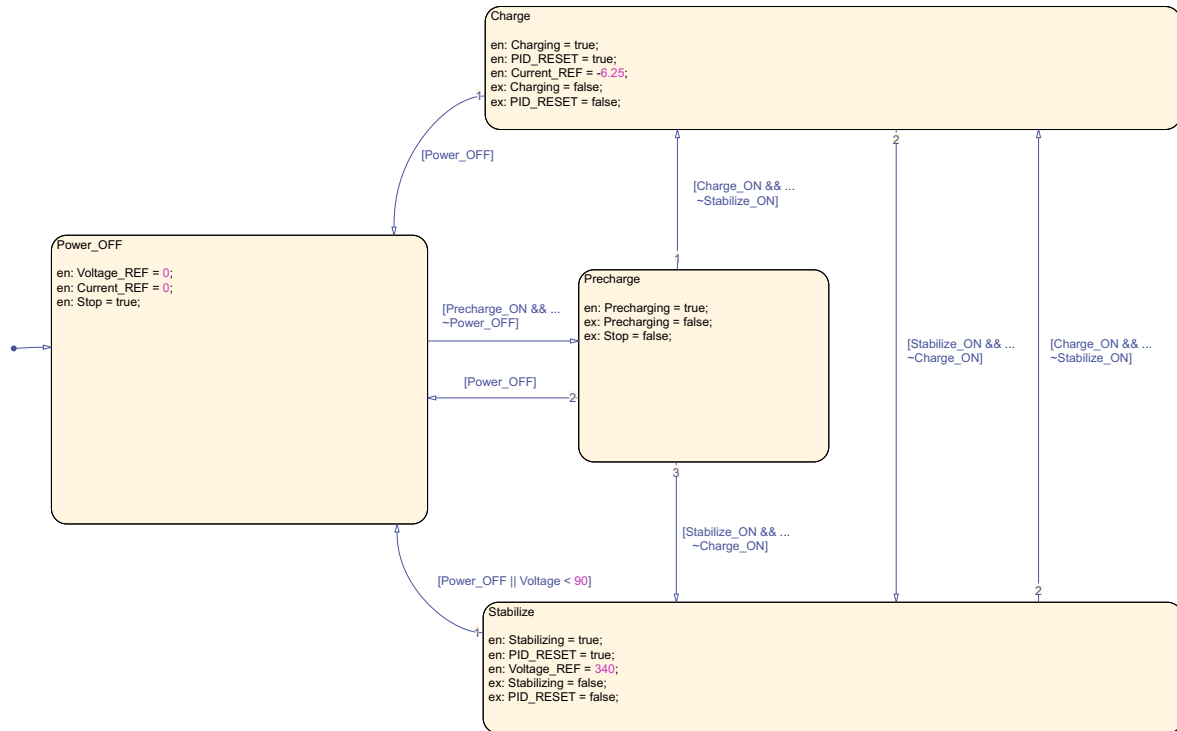 Charge
en: Charging = true;
en: PID_RESET = true;
en: Current_REF = -6.25;
ex: Charging = false;
ex: PID_RESET = false;
1
[Power_OFF]
2
[Charge_ON && ...
~Stabilize_ON]
Power_OFF
en: Voltage_REF = 0;
en: Current_REF = 0;
en: Stop = true;
[Precharge_ON && ...
~Power_OFF]
[Power_OFF]
1
Precharge
en: Precharging = true;
ex: Precharging = false;
ex: Stop = false;
2
3
[Stabilize_ON && ...
~Charge_ON]
[Charge_ON && ...
~Stabilize_ON]
[Stabilize_ON && ...
~Charge_ON]
[Power_OFF || Voltage < 90]
2
1
Stabilize
en: Stabilizing = true;
en: PID_RESET = true;
en: Voltage_REF = 340;
ex: Stabilizing = false;
ex: PID_RESET = false;